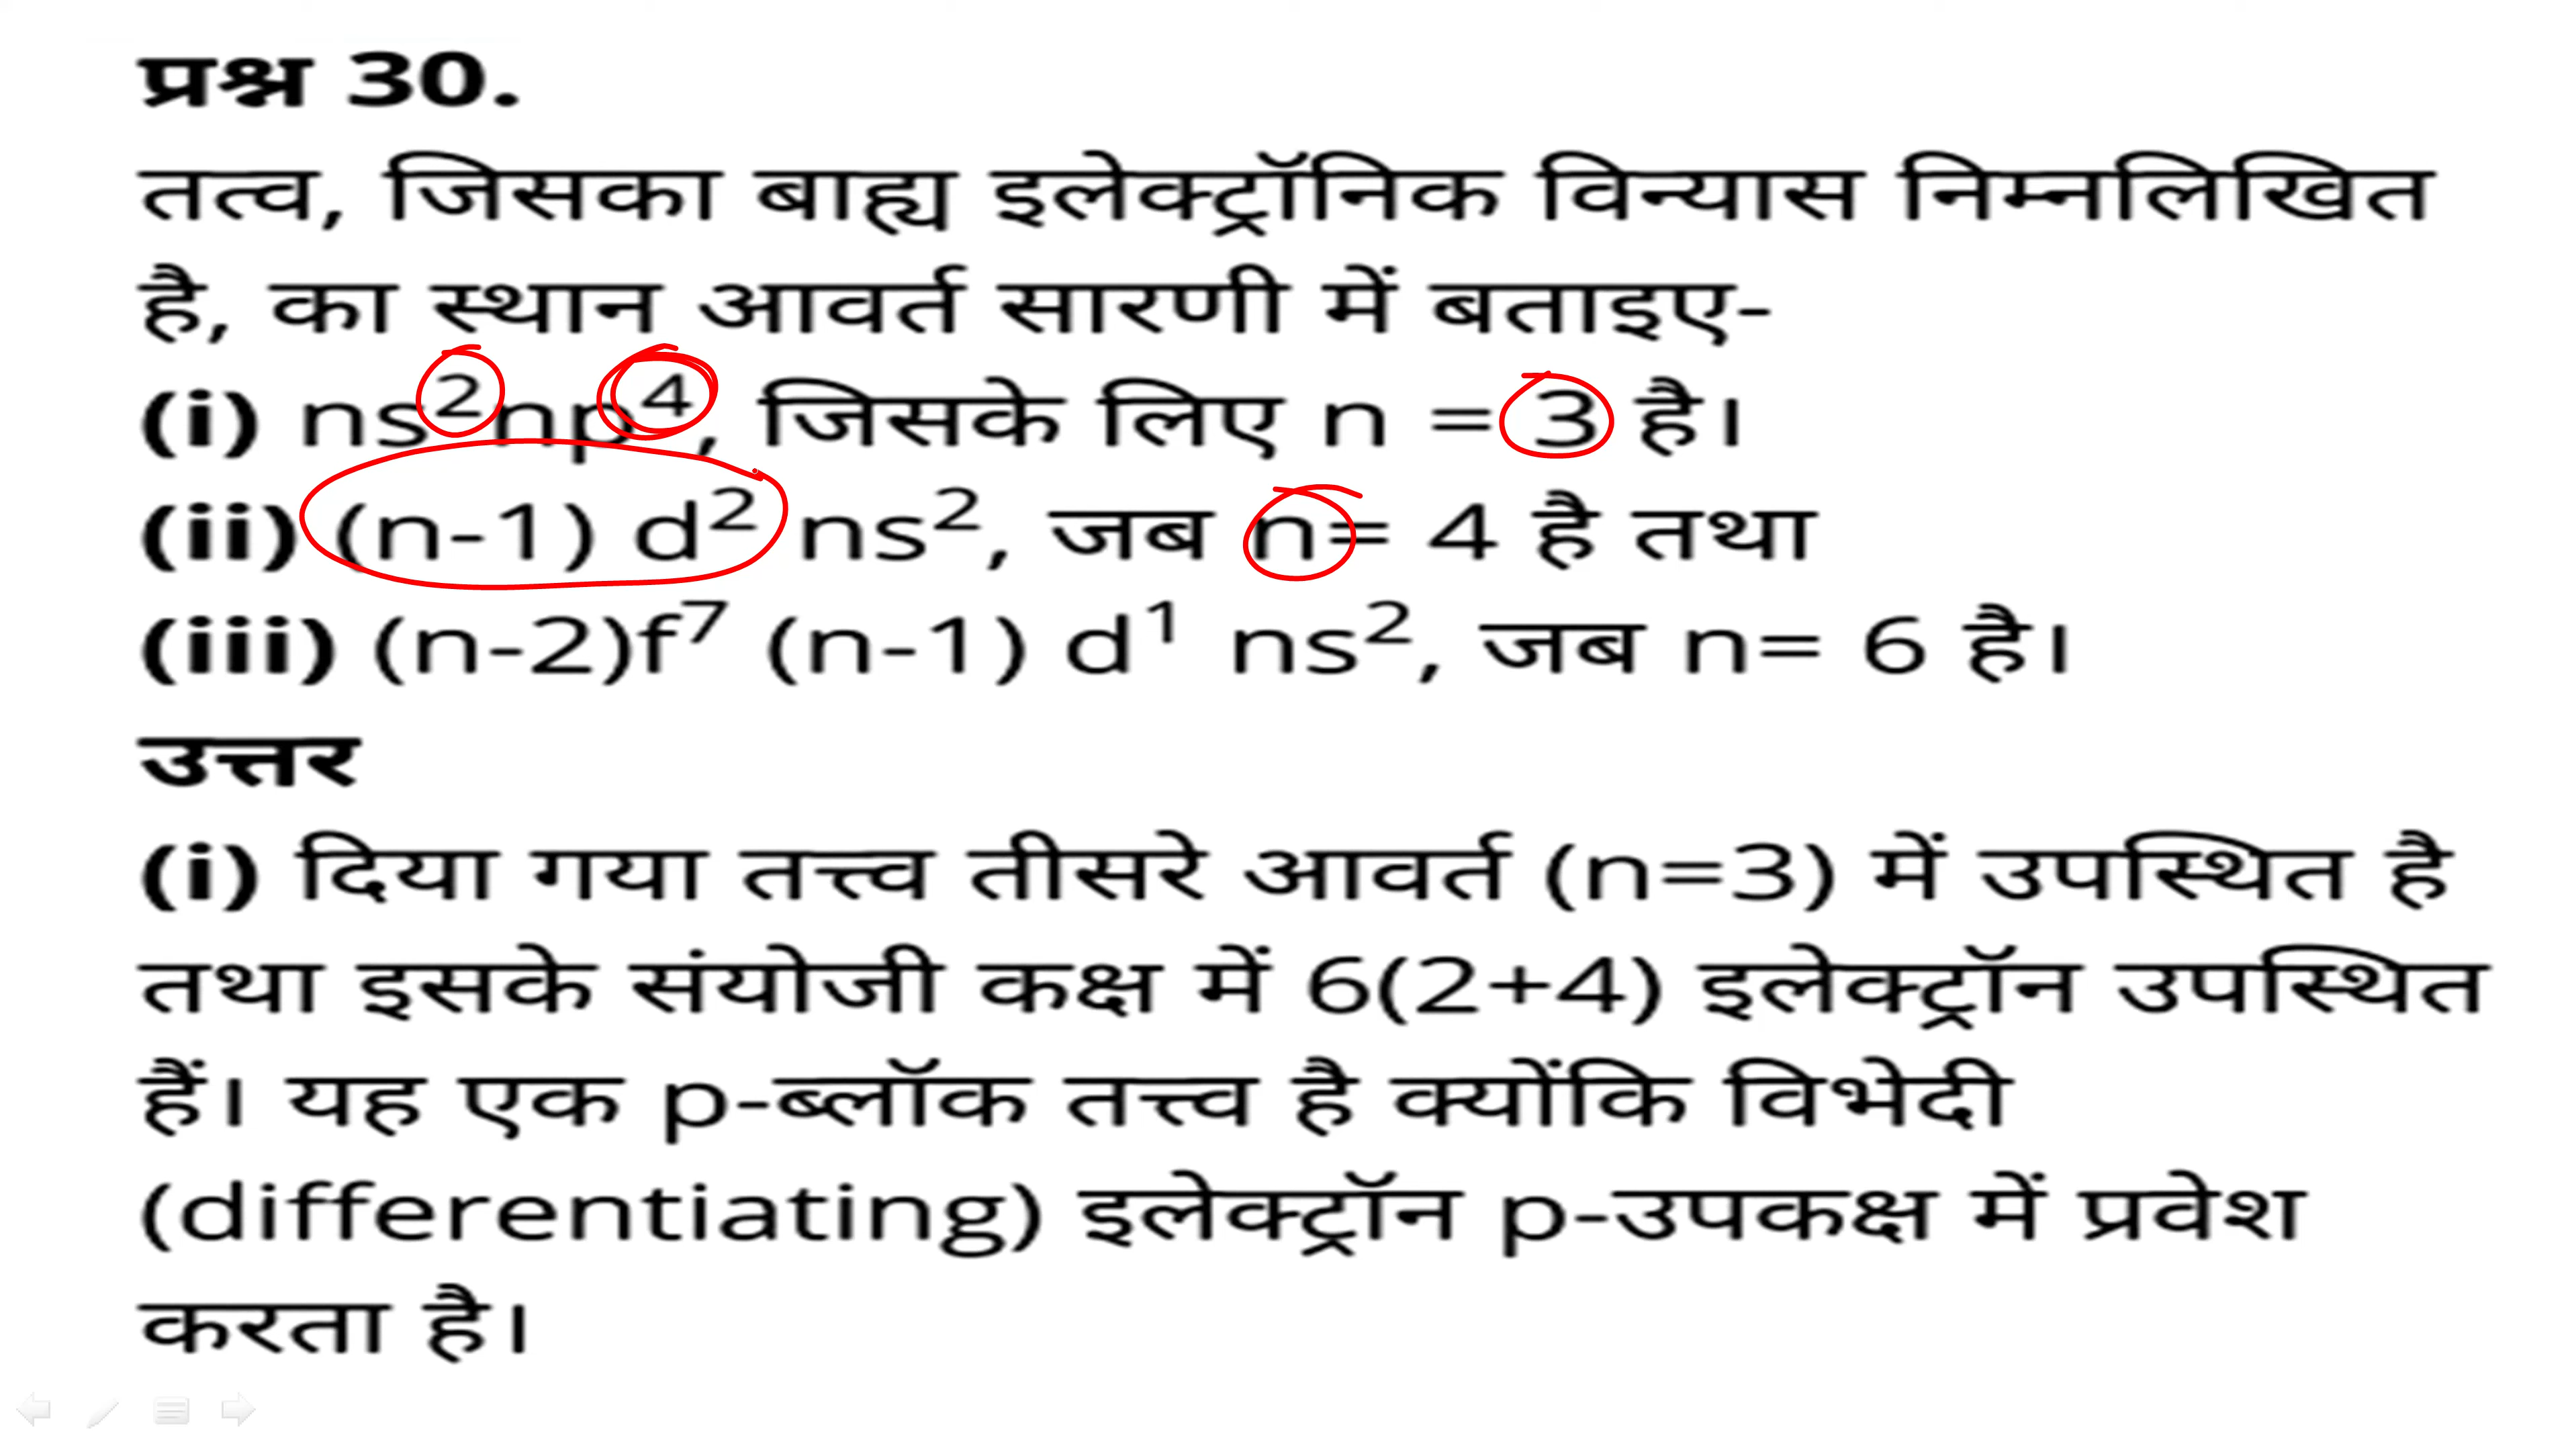 प्रश्न 30.
तत्व, जिसका बाह्य इलेक्ट्रॉनिक विन्यास निम्नलिखित
है, का स्थान आवर्त सारणी में बताइए-
(i) ns²np⁴, जिसके लिए n = 3 है।
(ii) (n-1) d² ns², जब n= 4 है तथा
(iii) (n-2)f⁷ (n-1) d¹ ns², जब n= 6 है।
उत्तर
(i) दिया गया तत्त्व तीसरे आवर्त (n=3) में उपस्थित है
तथा इसके संयोजी कक्ष में 6(2+4) इलेक्ट्रॉन उपस्थित
हैं। यह एक p-ब्लॉक तत्त्व है क्योंकि विभेदी
(differentiating) इलेक्ट्रॉन p-उपकक्ष में प्रवेश
करता है।